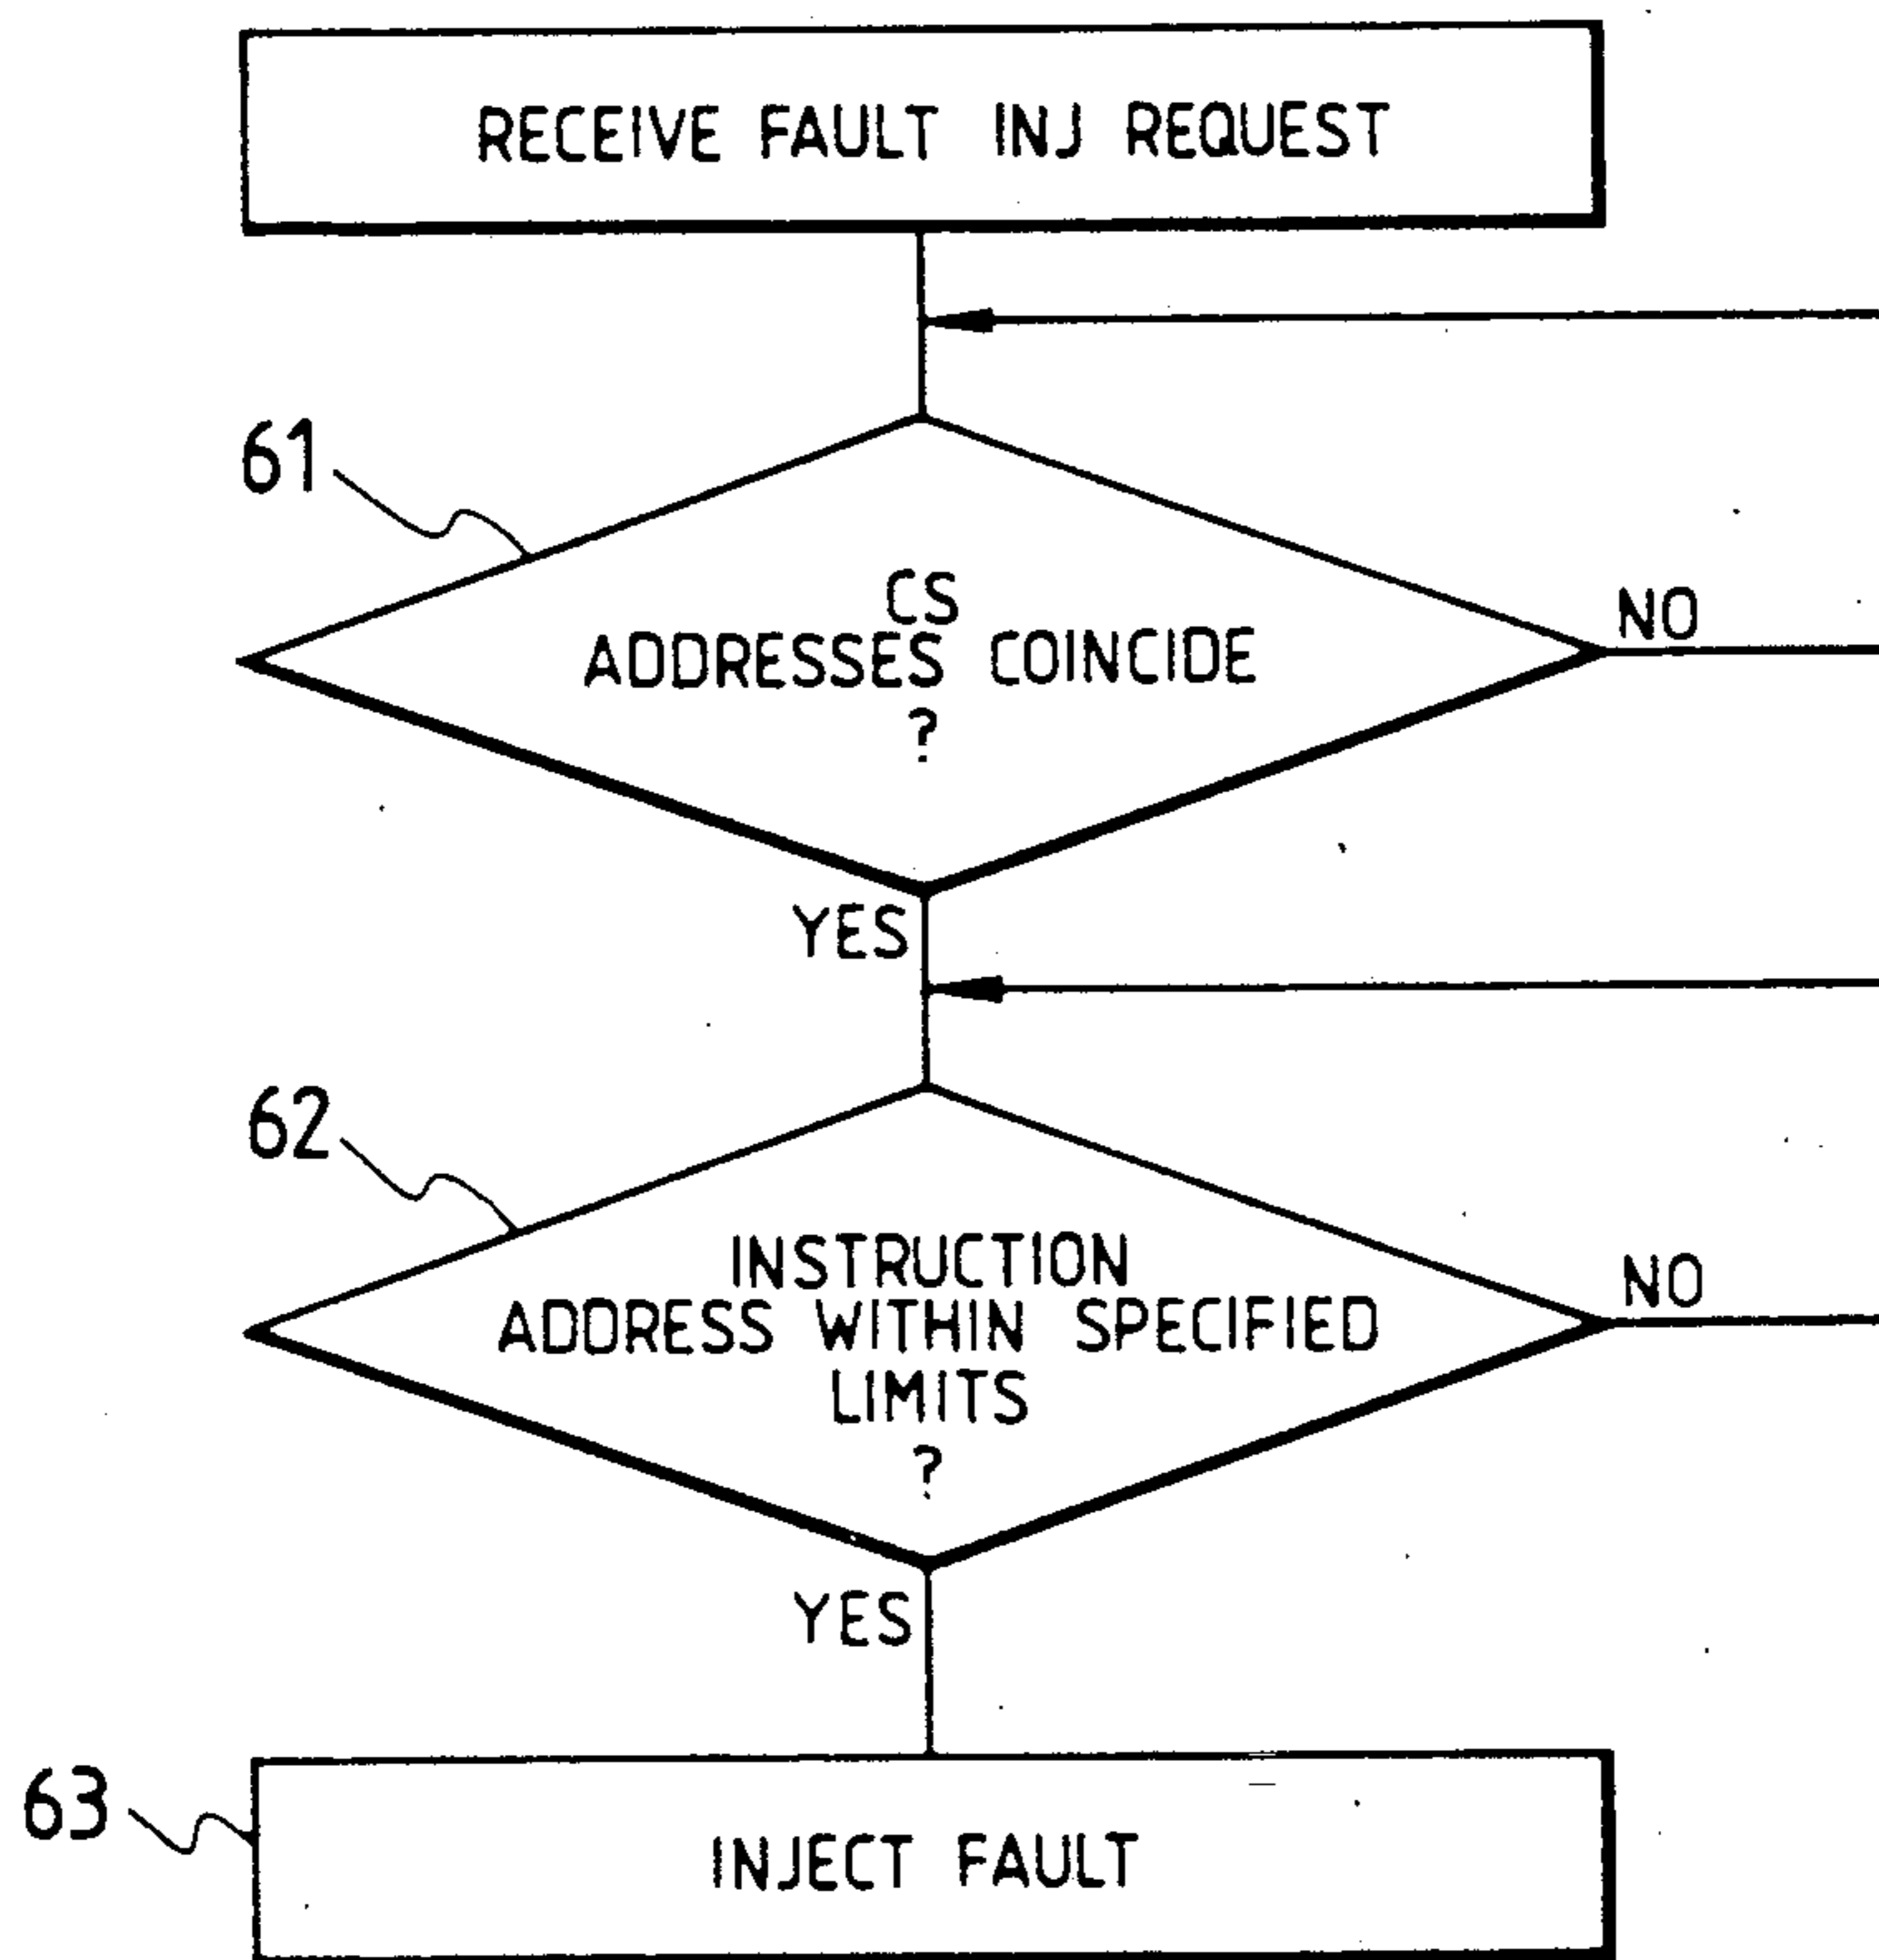 RECEIVE FAULT INJ REQUEST
61
CS
ADDRESSES COINCIDE
?
NO
YES
62
INSTRUCTION
ADDRESS WITHIN SPECIFIED
LIMITS
?
NO
YES
63
INJECT FAULT